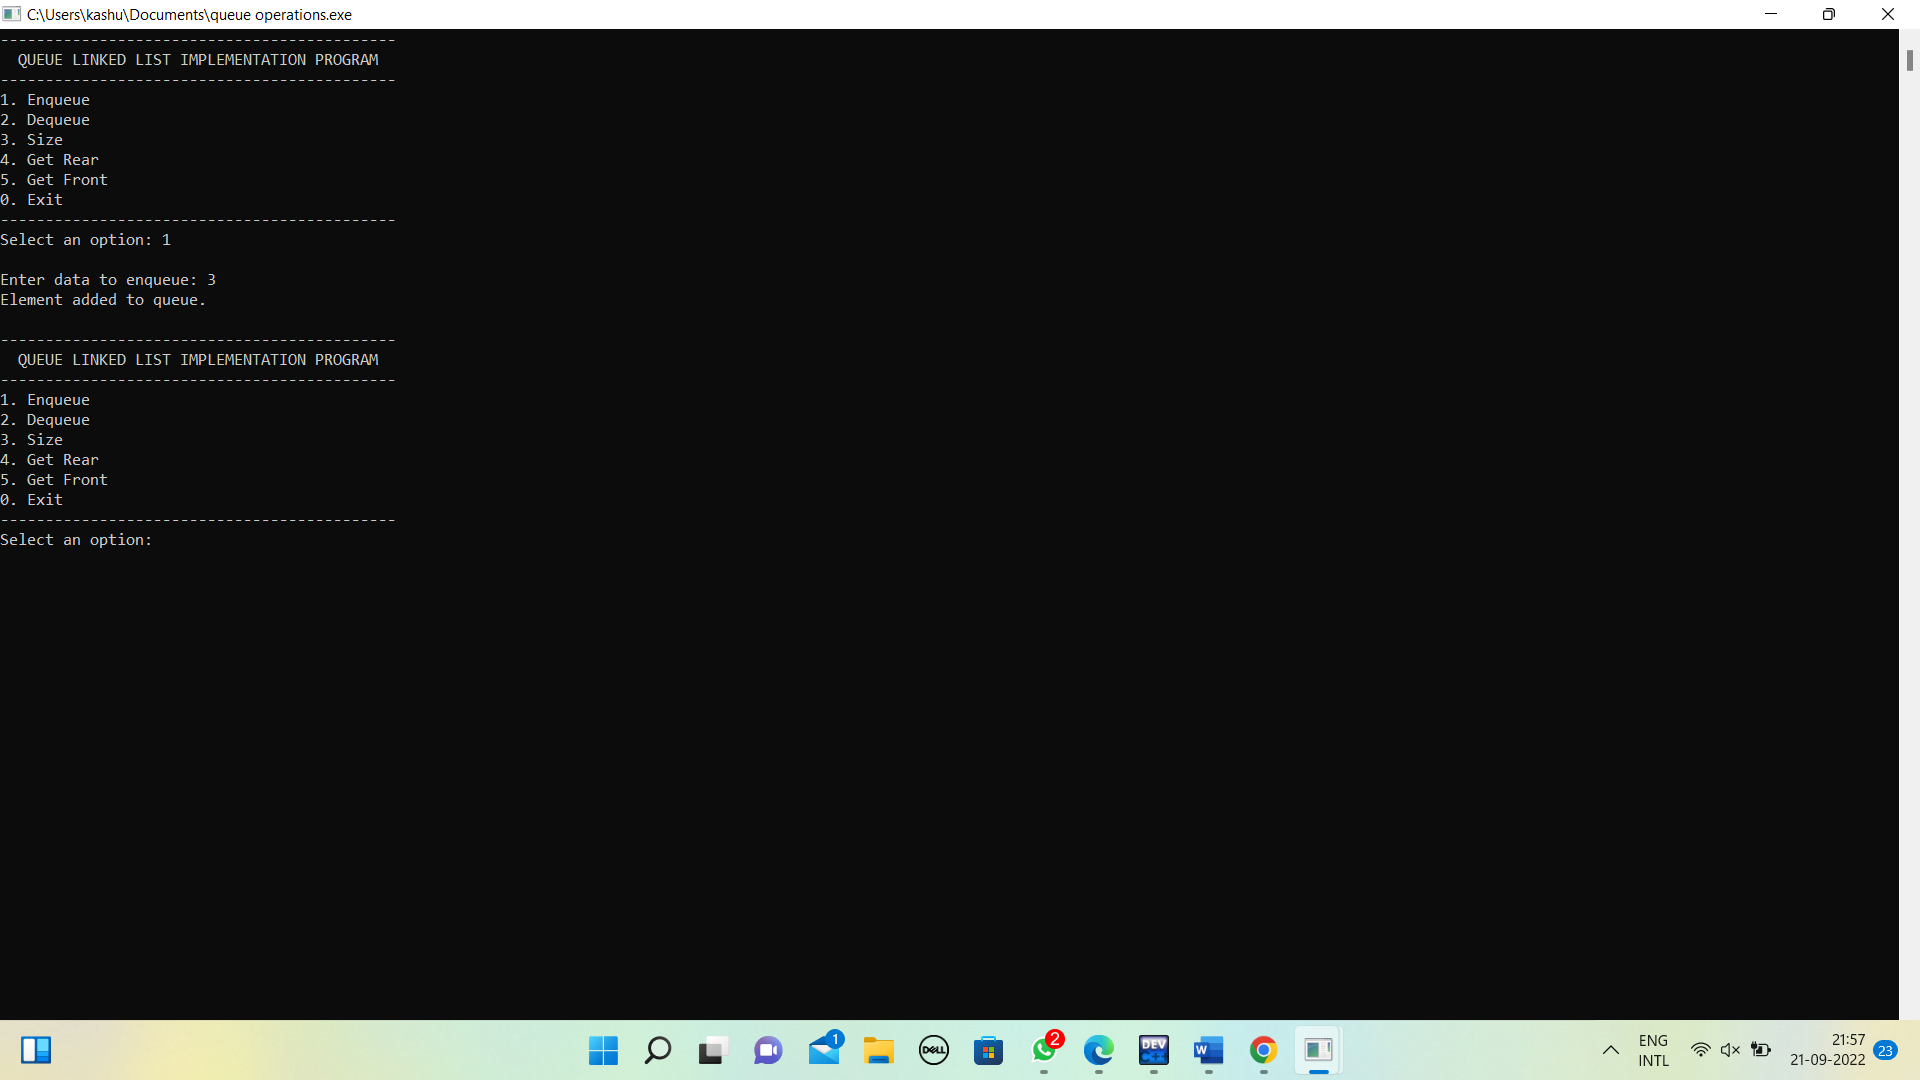 C:\Users\kashu\Documents\queue operations.exe
--------------------------------------------
  QUEUE LINKED LIST IMPLEMENTATION PROGRAM
--------------------------------------------
1. Enqueue
2. Dequeue
3. Size
4. Get Rear
5. Get Front
0. Exit
--------------------------------------------
Select an option: 1
Enter data to enqueue: 3
Element added to queue.
--------------------------------------------
  QUEUE LINKED LIST IMPLEMENTATION PROGRAM
--------------------------------------------
1. Enqueue
2. Dequeue
3. Size
4. Get Rear
5. Get Front
0. Exit
--------------------------------------------
Select an option:
1
DELL
2
DEV
C++
W
ENG
INTL
21:57
21-09-2022
23